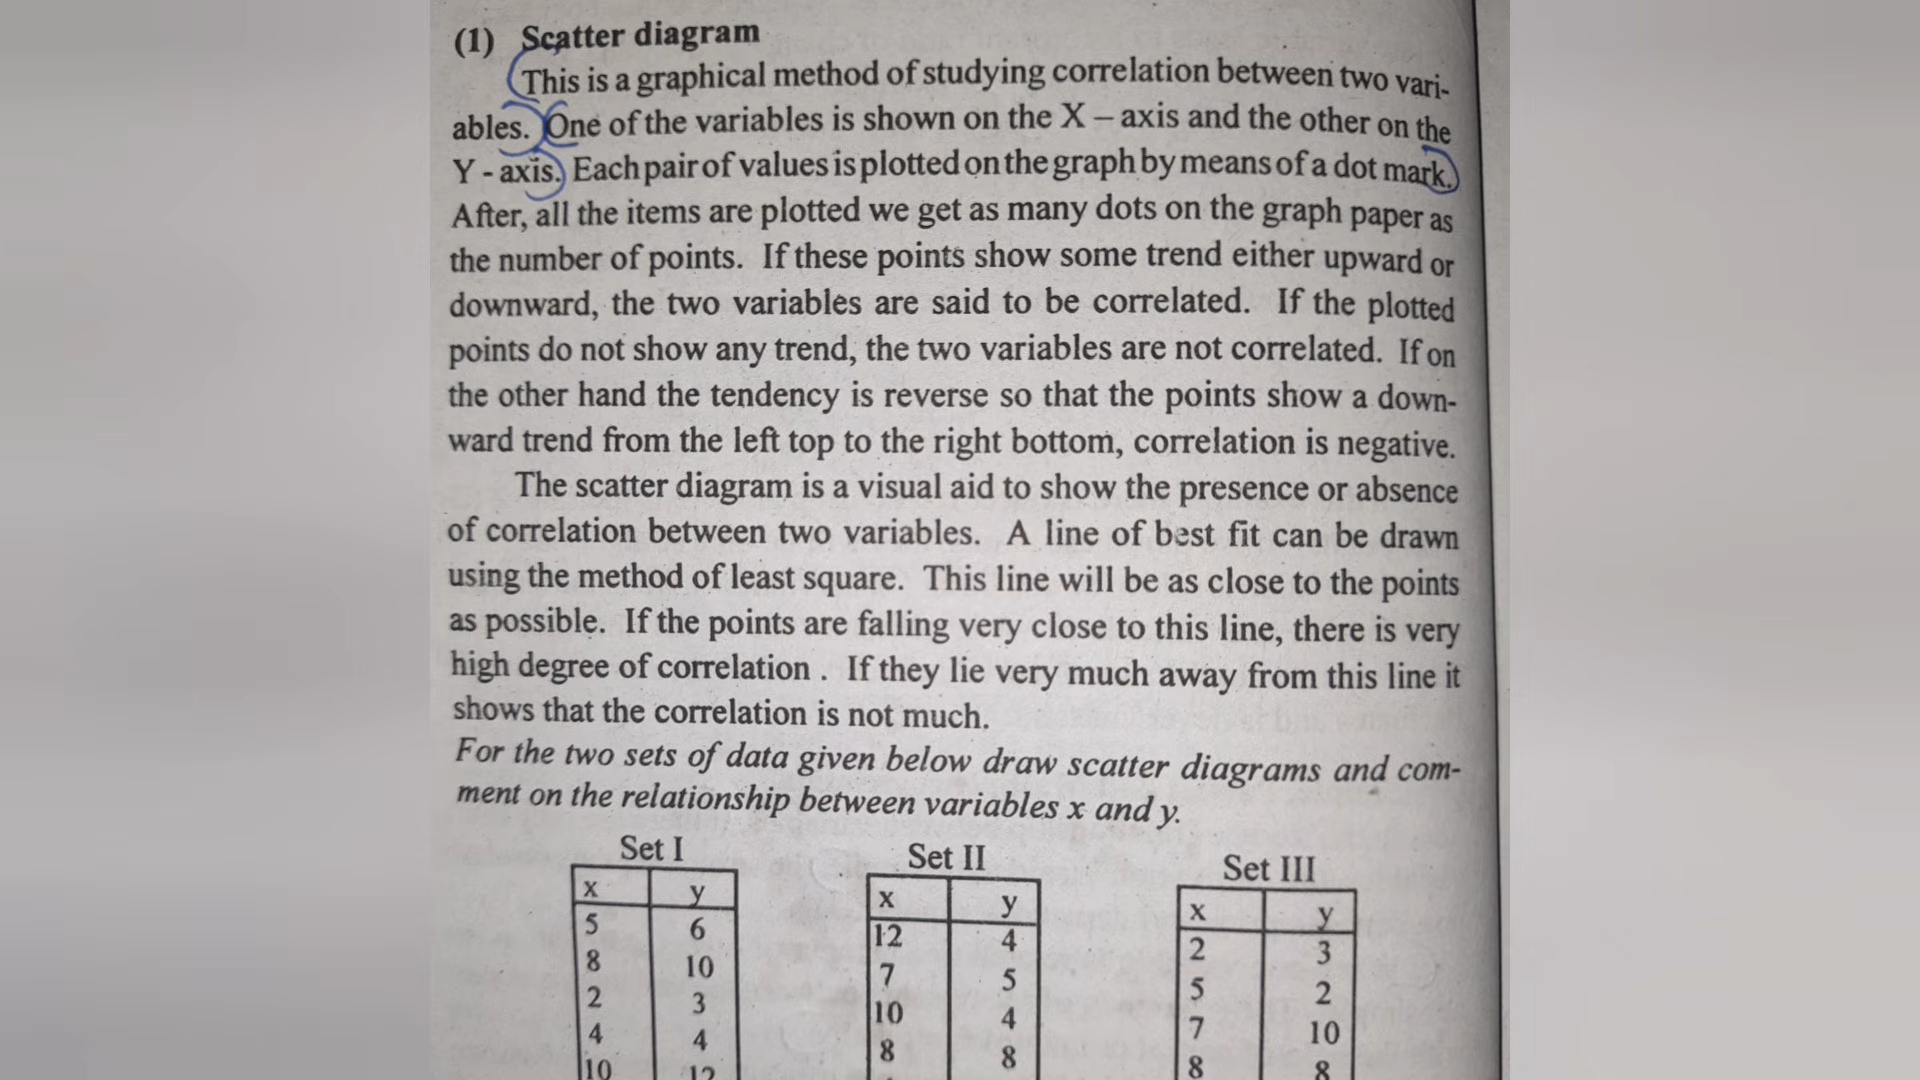 (1) Scatter diagram
This is a graphical method of studying correlation between two vari-
ables. One of the variables is shown on the X – axis and the other on the
Y - axis. Each pair of values is plotted on the graph by means of a dot mark.
After, all the items are plotted we get as many dots on the graph paper as
the number of points. If these points show some trend either upward or
downward, the two variables are said to be correlated. If the plotted
points do not show any trend, the two variables are not correlated. If on
the other hand the tendency is reverse so that the points show a down-
ward trend from the left top to the right bottom, correlation is negative.
The scatter diagram is a visual aid to show the presence or absence
of correlation between two variables. A line of best fit can be drawn
using the method of least square. This line will be as close to the points
as possible. If the points are falling very close to this line, there is very
high degree of correlation . If they lie very much away from this line it
shows that the correlation is not much.
For the two sets of data given below draw scatter diagrams and com-
ment on the relationship between variables x and y.
Set I
x y
5 6
8 10
2 3
4 4
10 12
Set II
x y
12 4
7 5
10 4
8 8
Set III
x y
2 3
5 2
7 10
8 8